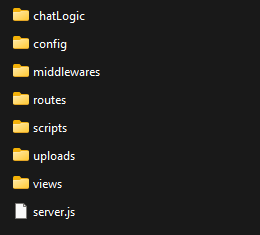 chatLogic
config
middlewares
routes
scripts
uploads
views
server.js